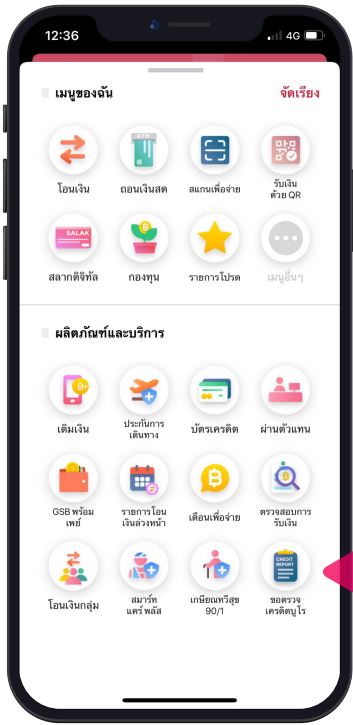 12:36
4G
เมนูของฉัน
จัดเรียง
ATM
SALAK
โอนเงิน
ถอนเงินสด
สแกนเพื่อจ่าย
รับเงิน
ด้วย QR
สลากดิจิทัล
กองทุน
รายการโปรด
เมนูอื่นๆ
ผลิตภัณฑ์และบริการ
เติมเงิน
ประกันการ
เดินทาง
บัตรเครดิต
ผ่านตัวแทน
GSB พร้อม
เพย์
รายการโอน
เงินล่วงหน้า
เตือนเพื่อจ่าย
ตรวจสอบการ
รับเงิน
CREDIT
REPORT
โอนเงินกลุ่ม
สมาร์ท
แคร์ พลัส
เกษียณทวีสุข
90/1
ขอตรวจ
เครดิตบูโร